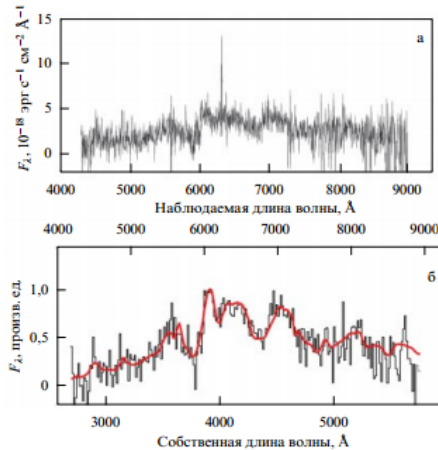 а
15
10
5
0
F_λ, 10⁻¹⁸ эрг с⁻¹ см⁻² Å⁻¹
4000 5000 6000 7000 8000 9000
Наблюдаемая длина волны, Å
4000 5000 6000 7000 8000 9000
б
1,0
0,5
0
F_λ, произв. ед.
3000 4000 5000
Собственная длина волны, Å